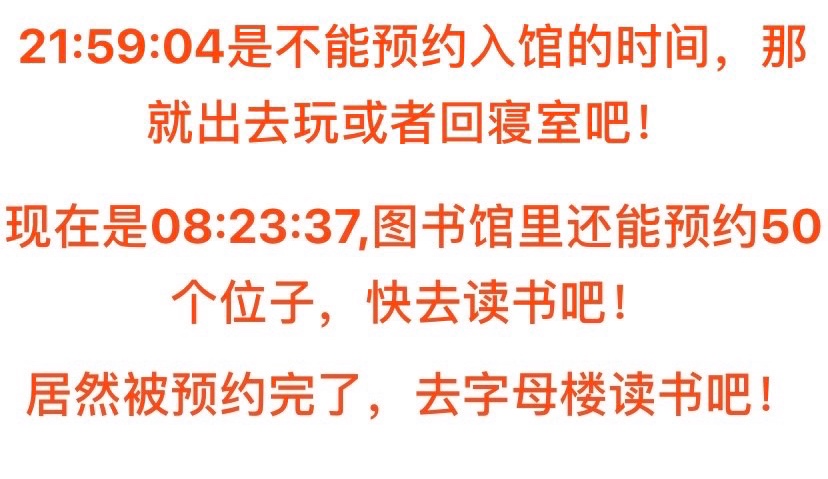 21:59:04是不能预约入馆的时间，那
就出去玩或者回寝室吧！
现在是08:23:37,图书馆里还能预约50
个位子，快去读书吧！
居然被预约完了，去字母楼读书吧！